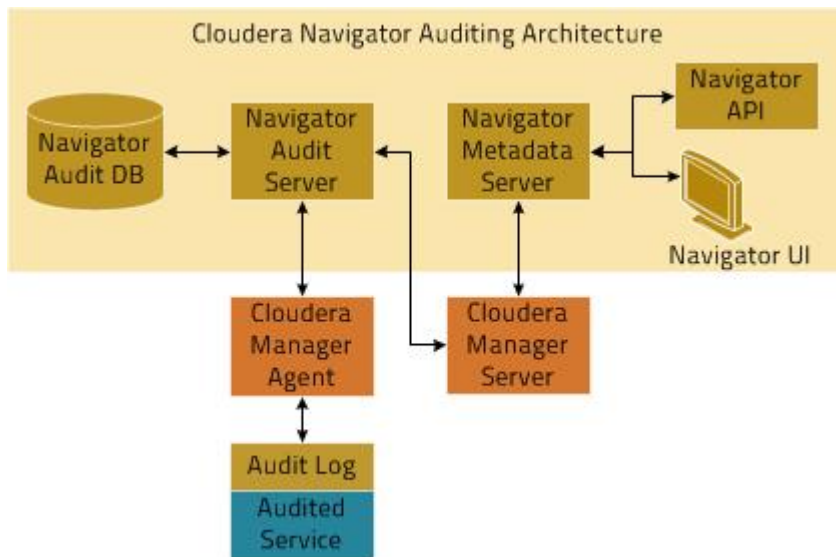 Cloudera Navigator Auditing Architecture
Navigator
Audit DB
Navigator
Audit
Server
Navigator
Metadata
Server
Navigator
API
Navigator UI
Cloudera
Manager
Agent
Cloudera
Manager
Server
Audit Log
Audited
Service